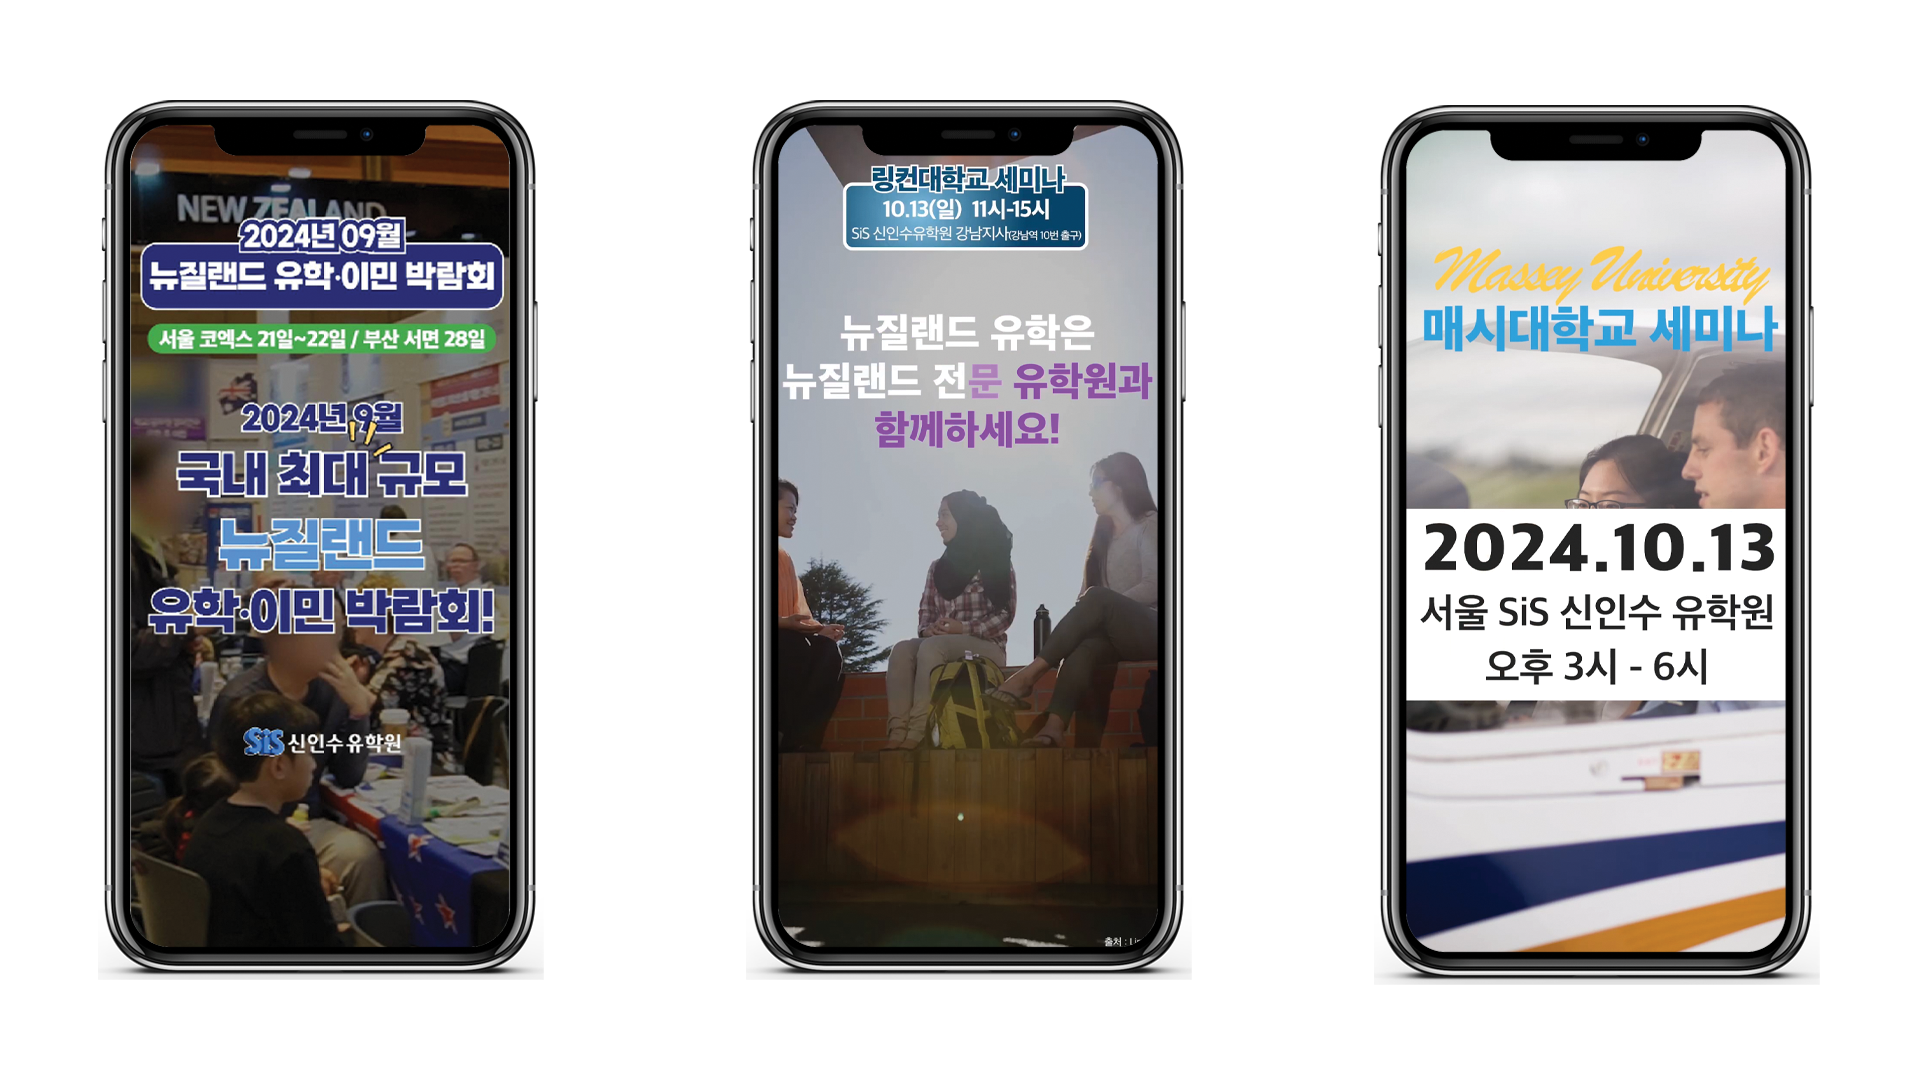 NEW ZEALAND
2024년 09월
뉴질랜드 유학·이민 박람회
서울 코엑스 21일~22일 / 부산 서면 28일
2024년 9월
국내 최대 규모
뉴질랜드
유학·이민 박람회!
SiS 신인수유학원
링컨대학교 세미나
10.13(일) 11시-15시
SiS 신인수유학원 강남지사(강남역 10번 출구)
뉴질랜드 유학은
뉴질랜드 전문 유학원과
함께하세요!
출처 :
Massey University
매시대학교 세미나
2024.10.13
서울 SiS 신인수 유학원
오후 3시 - 6시